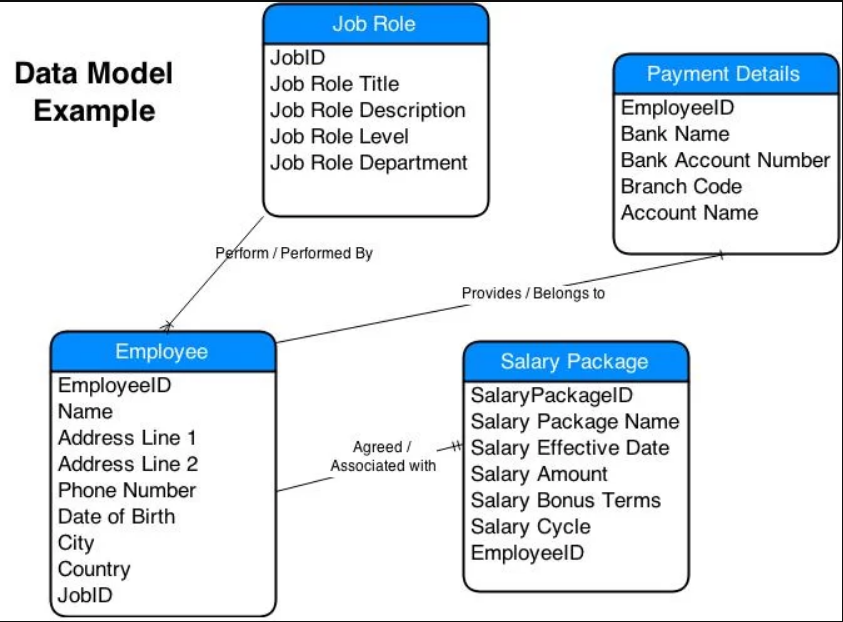 Data Model
Example
Job Role
JobID
Job Role Title
Job Role Description
Job Role Level
Job Role Department
Payment Details
EmployeeID
Bank Name
Bank Account Number
Branch Code
Account Name
Perform / Performed By
Provides / Belongs to
Employee
EmployeeID
Name
Address Line 1
Address Line 2
Phone Number
Date of Birth
City
Country
JobID
Agreed /
Associated with
Salary Package
SalaryPackageID
Salary Package Name
Salary Effective Date
Salary Amount
Salary Bonus Terms
Salary Cycle
EmployeeID